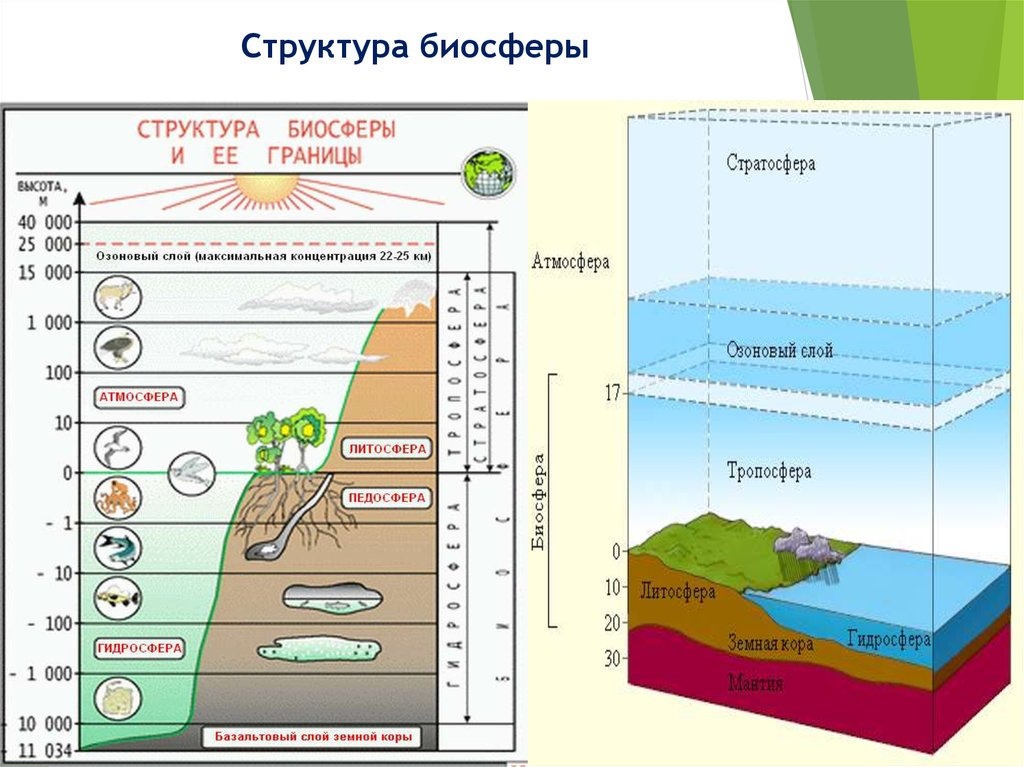 Структура биосферы
СТРУКТУРА БИОСФЕРЫ
И ЕЕ ГРАНИЦЫ
ВЫСОТА,
М
40 000
25 000
Озоновый слой (максимальная концентрация 22-25 км)
15 000
1 000
100
АТМОСФЕРА
10
ЛИТОСФЕРА
0
ПЕДОСФЕРА
- 1
- 10
- 100
ГИДРОСФЕРА
- 1 000
- 10 000
Базальтовый слой земной коры
- 11 034
ТРОПОСФЕРА
СТРАТОСФЕРА
ГИДРОСФЕРА
БИОСФЕРА
Стратосфера
Атмосфера
Озоновый слой
17
Тропосфера
Биосфера
0
10
Литосфера
20
Земная кора
Гидросфера
30
Мантия